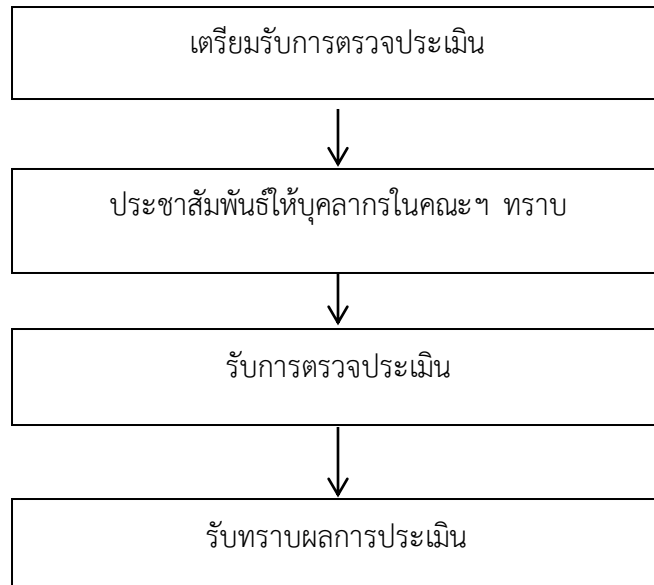 เตรียมรับการตรวจประเมิน
ประชาสัมพันธ์ให้บุคลากรในคณะฯ ทราบ
รับการตรวจประเมิน
รับทราบผลการประเมิน